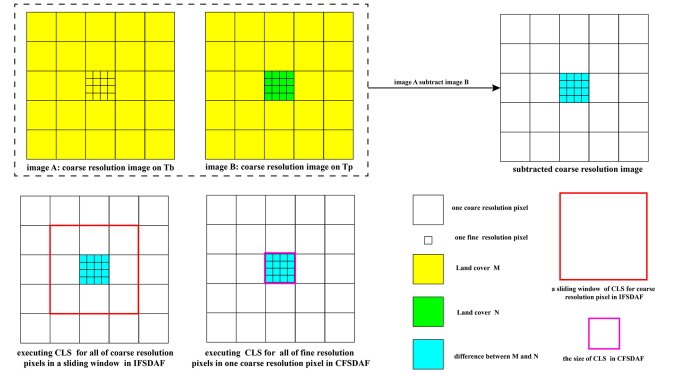 image A subtract image B
image A: coarse resolution image on Tb
image B: coarse resolution image on Tp
subtracted coarse resolution image
one coare resolution pixel
one fine resolution pixel
Land cover M
Land cover N
difference between M and N
a sliding window of CLS for coarse
resolution pixel in IFSDAF
the size of CLS in CFSDAF
executing CLS for all of coarse resolution
pixels in a sliding window in IFSDAF
executing CLS for all of fine resolution
pixels in one coarse resolution pixel in CFSDAF